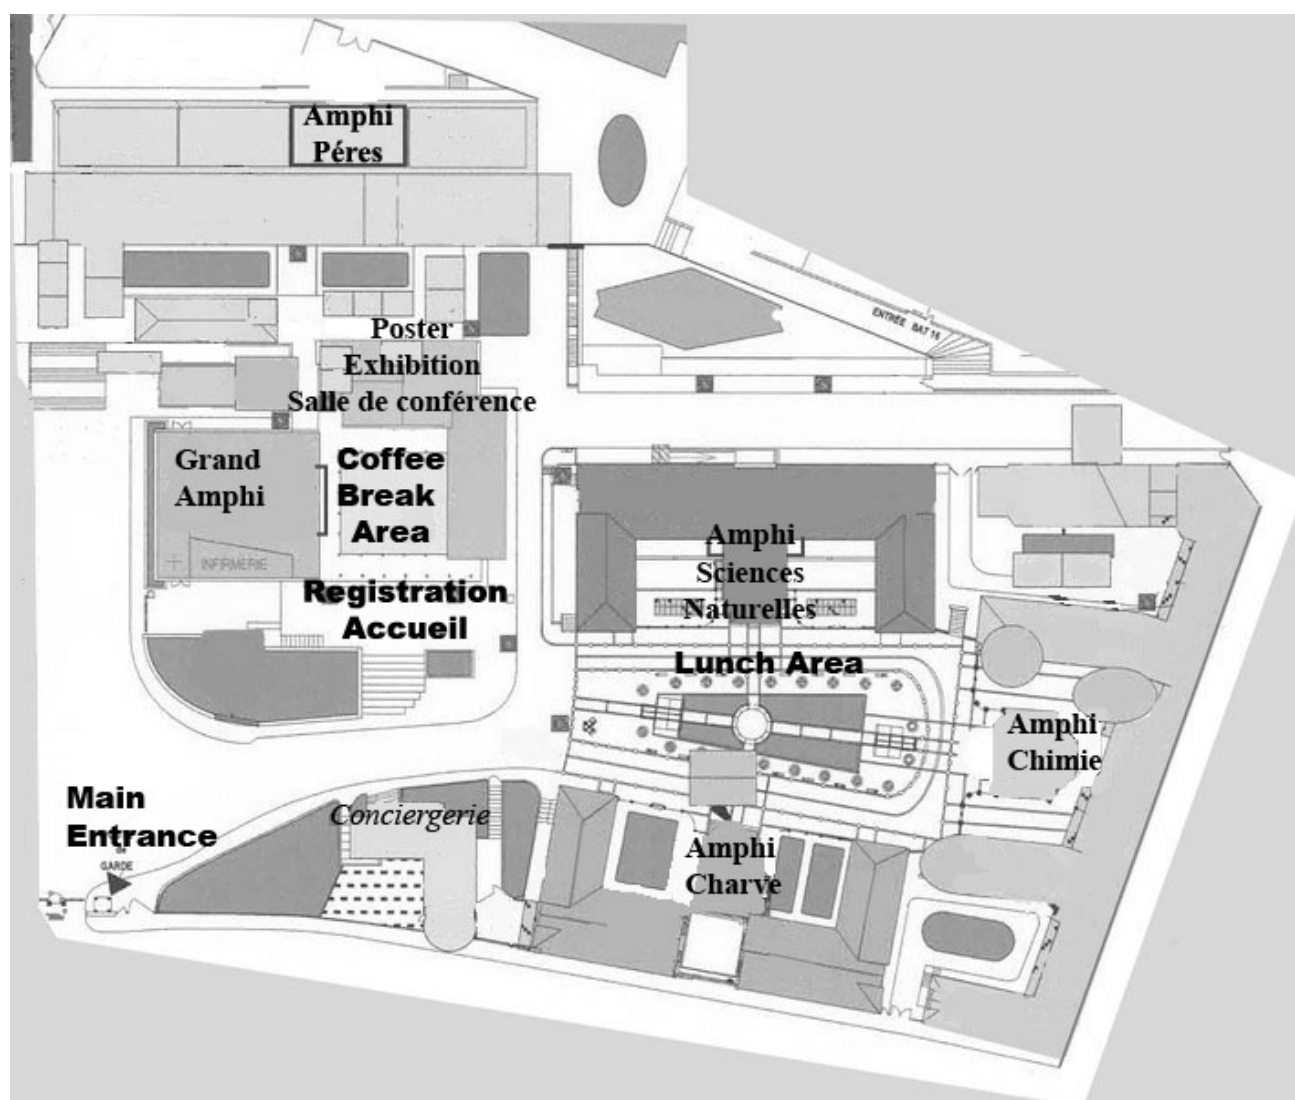 Amphi
Péres
ENTRÉE BAT 16
Poster
Exhibition
Salle de conférence
Grand
Amphi
Coffee
Break
Area
INFIRMERIE
Registration
Accueil
Amphi
Sciences
Naturelles
Lunch Area
Amphi
Chimie
Main
Entrance
de
GARDE
Conciergerie
Amphi
Charve